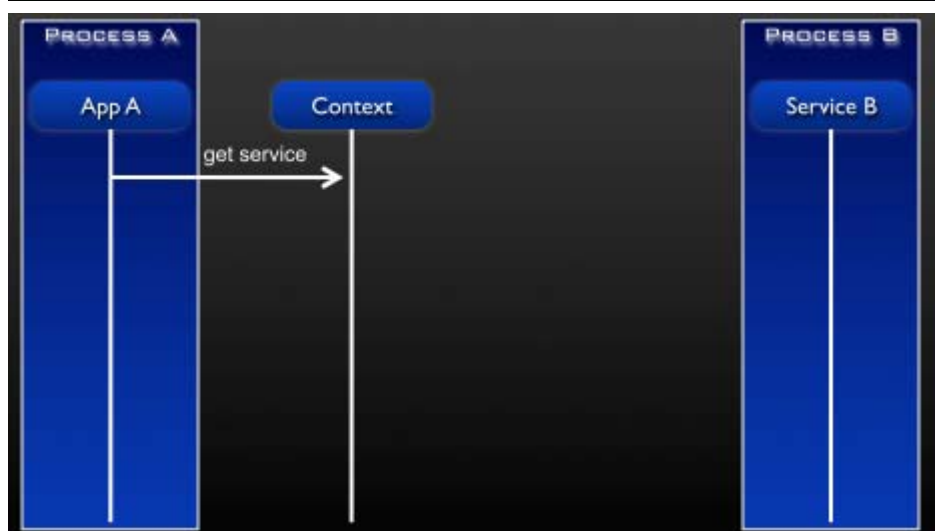 PROCESS A
PROCESS B
App A
Context
Service B
get service